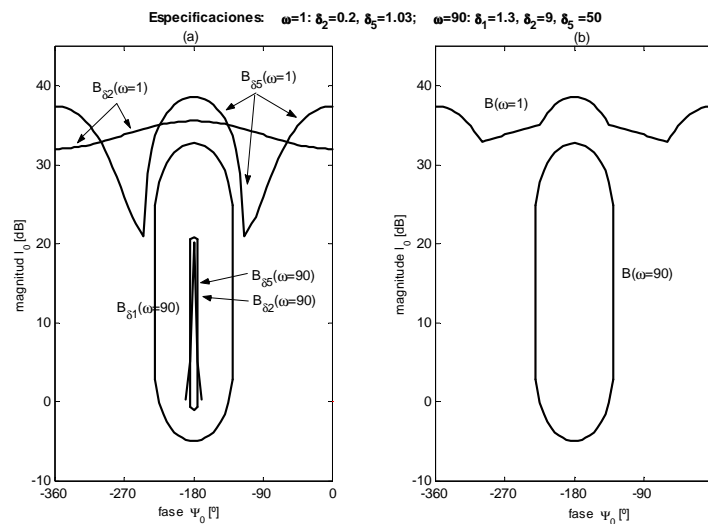 Especificaciones: ω=1: δ2=0.2, δ5=1.03; ω=90: δ1=1.3, δ2=9, δ5 =50
(a)
40
30
20
10
0
-10
-360
-270
-180
-90
0
magnitud l_0 [dB]
fase Ψ0 [º]
Bδ2(ω=1)
Bδ5(ω=1)
Bδ5(ω=90)
Bδ2(ω=90)
Bδ1(ω=90)
(b)
40
30
20
10
0
-10
-360
-270
-180
-90
magnitude l_0 [dB]
fase Ψ0 [º]
B(ω=1)
B(ω=90)